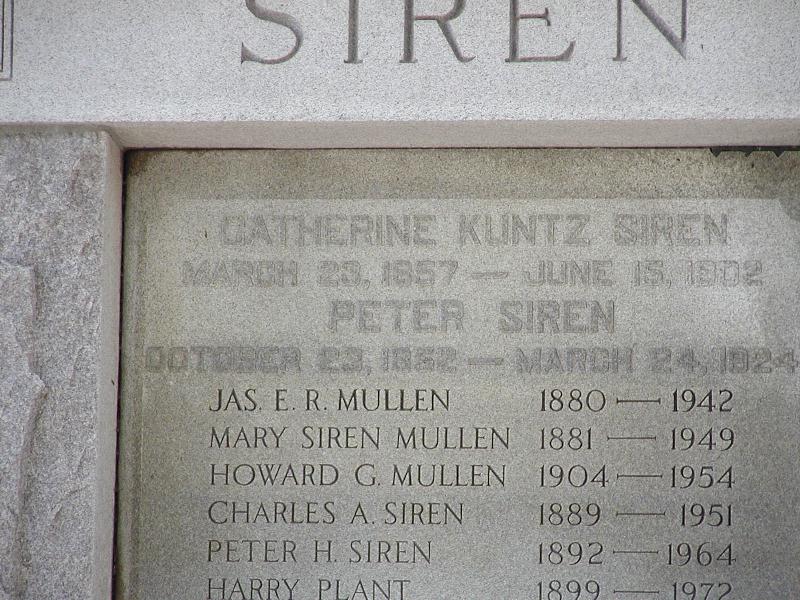 SIREN
CATHERINE KUNTZ SIREN
MARCH 23, 1857 — JUNE 15, 1902
PETER SIREN
OCTOBER 23, 1852 — MARCH 24, 1924
JAS. E. R. MULLEN 1880 — 1942
MARY SIREN MULLEN 1881 — 1949
HOWARD G. MULLEN 1904 — 1954
CHARLES A. SIREN 1889 — 1951
PETER H. SIREN 1892 — 1964
HARRY PLANT 1899 — 1972